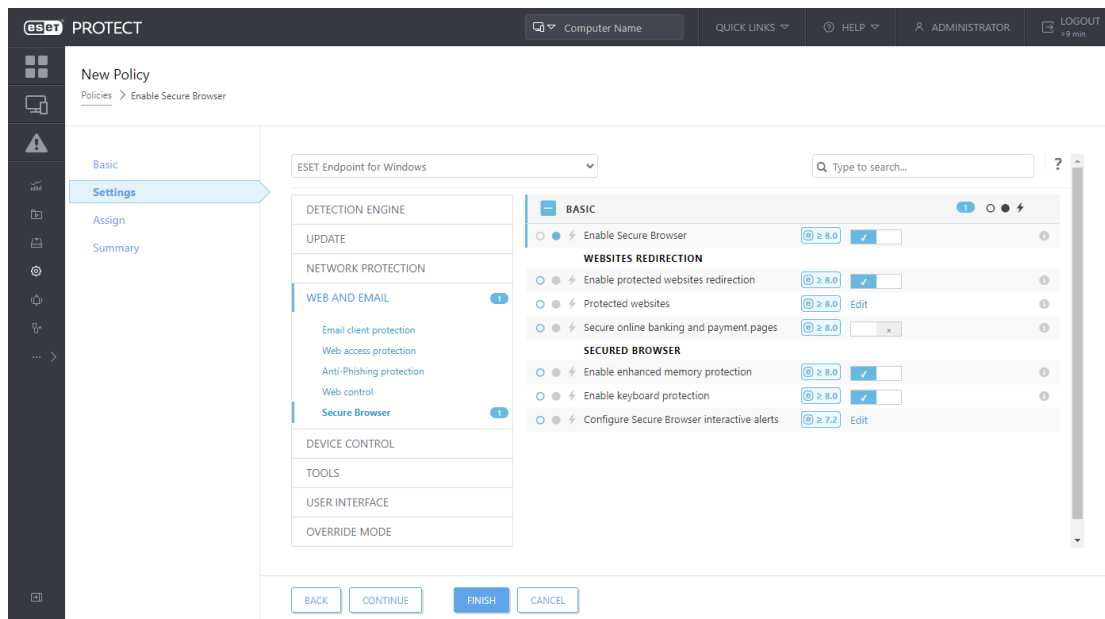 eset PROTECT
Computer Name
QUICK LINKS
HELP
ADMINISTRATOR
LOGOUT
>9 min
New Policy
Policies > Enable Secure Browser
Basic
Settings
Assign
Summary
ESET Endpoint for Windows
Type to search...
?
DETECTION ENGINE
UPDATE
NETWORK PROTECTION
WEB AND EMAIL 1
Email client protection
Web access protection
Anti-Phishing protection
Web control
Secure Browser 1
DEVICE CONTROL
TOOLS
USER INTERFACE
OVERRIDE MODE
BASIC 1
Enable Secure Browser ≥ 8.0
WEBSITES REDIRECTION
Enable protected websites redirection ≥ 8.0
Protected websites ≥ 8.0 Edit
Secure online banking and payment pages ≥ 8.0
SECURED BROWSER
Enable enhanced memory protection ≥ 8.0
Enable keyboard protection ≥ 8.0
Configure Secure Browser interactive alerts ≥ 7.2 Edit
BACK
CONTINUE
FINISH
CANCEL